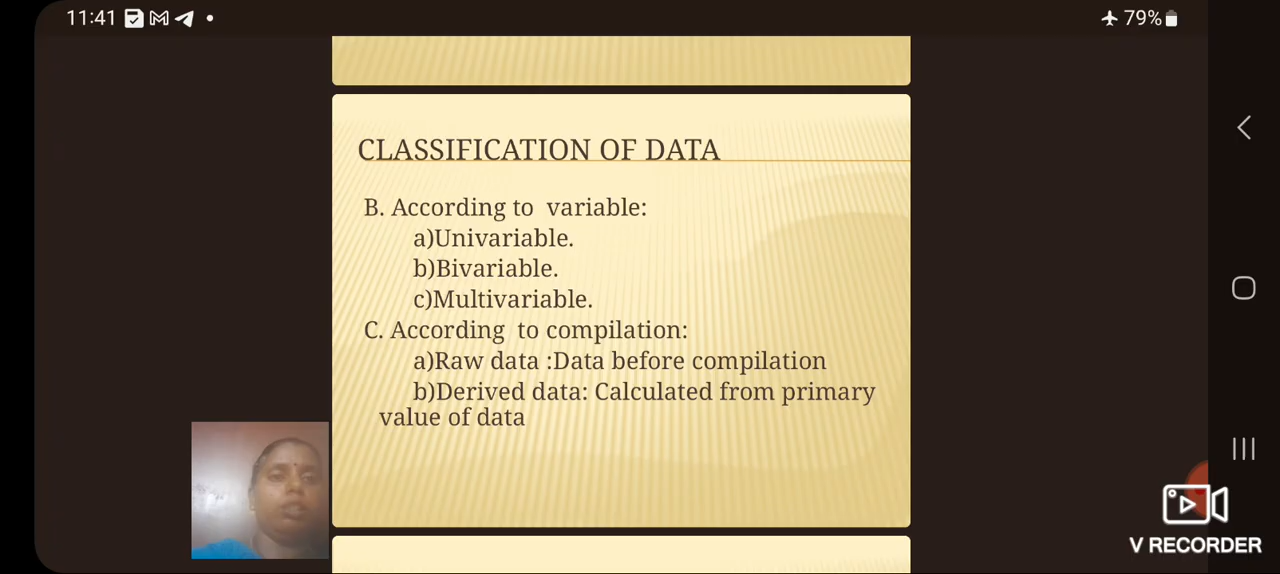 11:41
79%
CLASSIFICATION OF DATA
B. According to  variable:
a)Univariable.
b)Bivariable.
c)Multivariable.
C. According  to compilation:
a)Raw data :Data before compilation
b)Derived data: Calculated from primary
value of data
V RECORDER